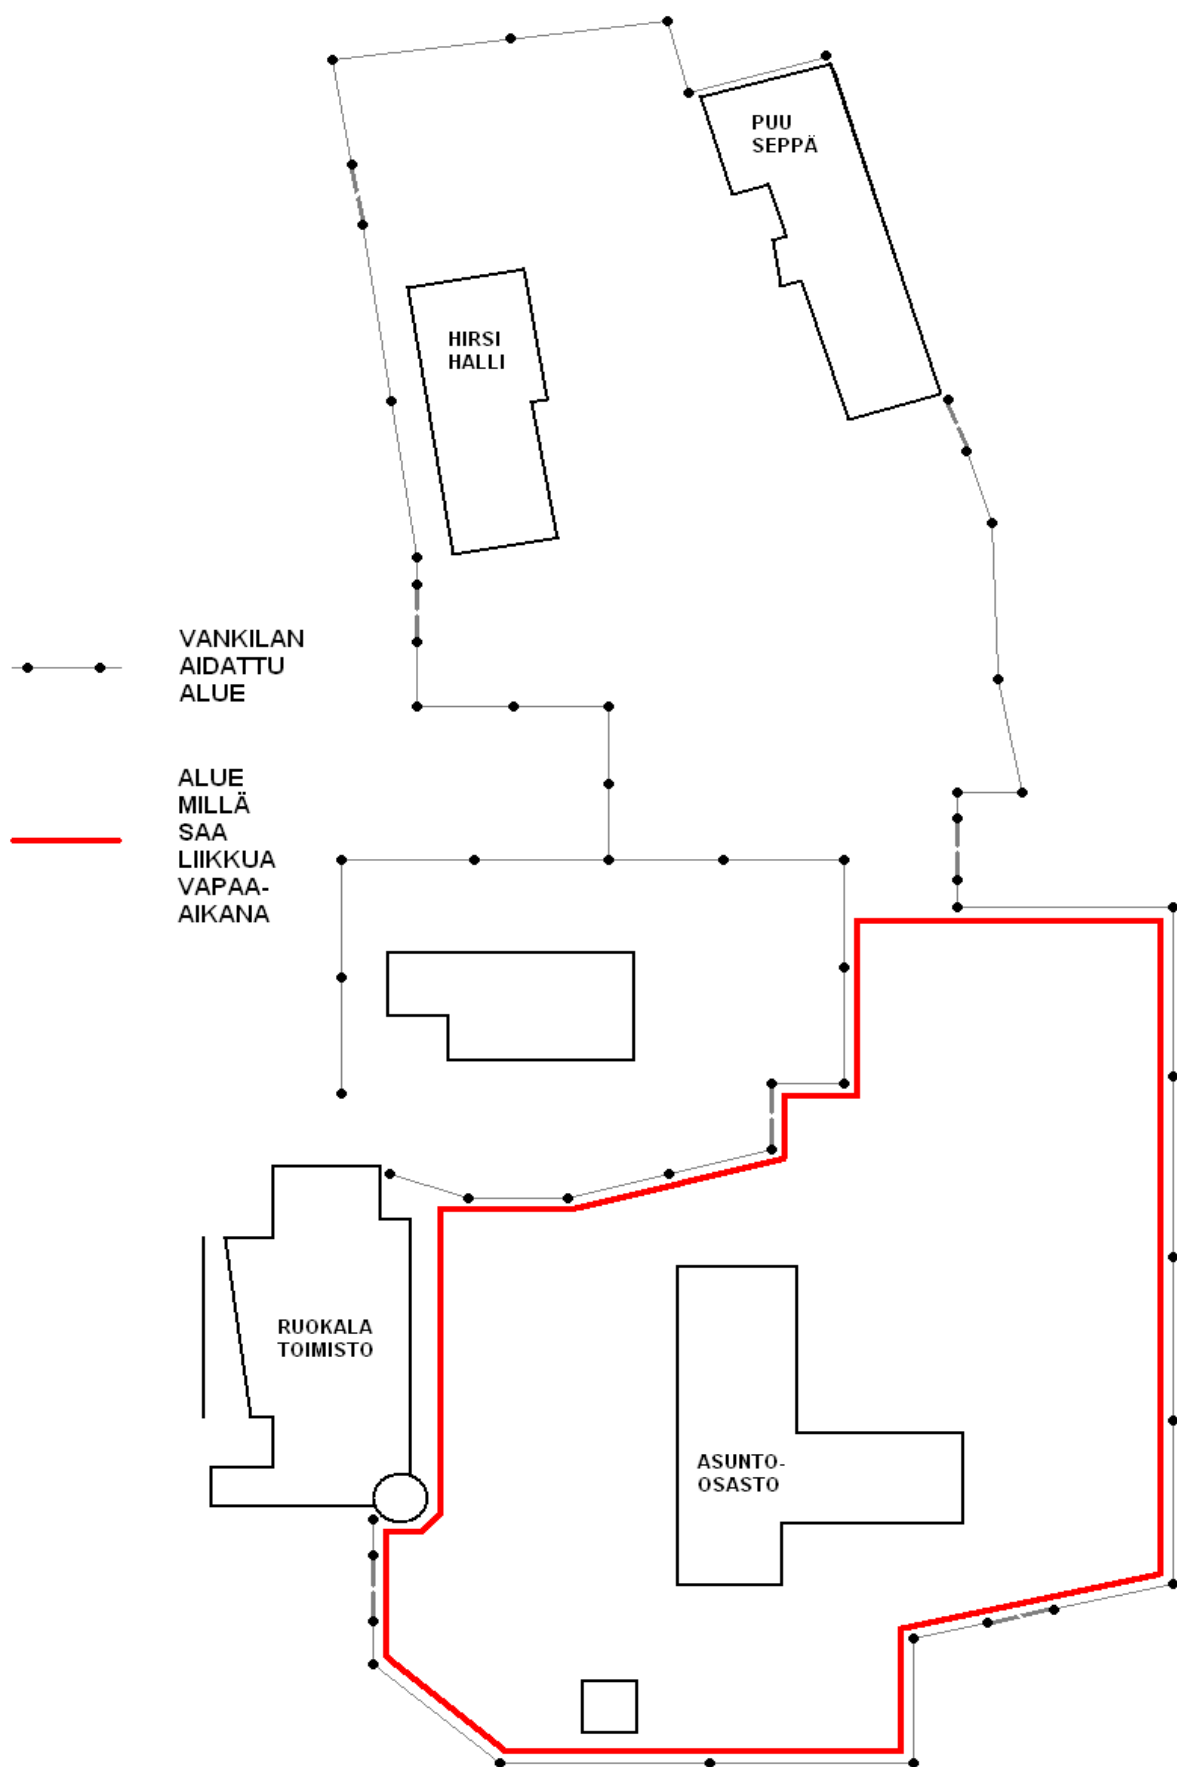 PUU
SEPPÄ
HIRSI
HALLI
VANKILAN
AIDATTU
ALUE
ALUE
MILLÄ
SAA
LIIKKUA
VAPAA-
AIKANA
RUOKALA
TOIMISTO
ASUNTO-
OSASTO